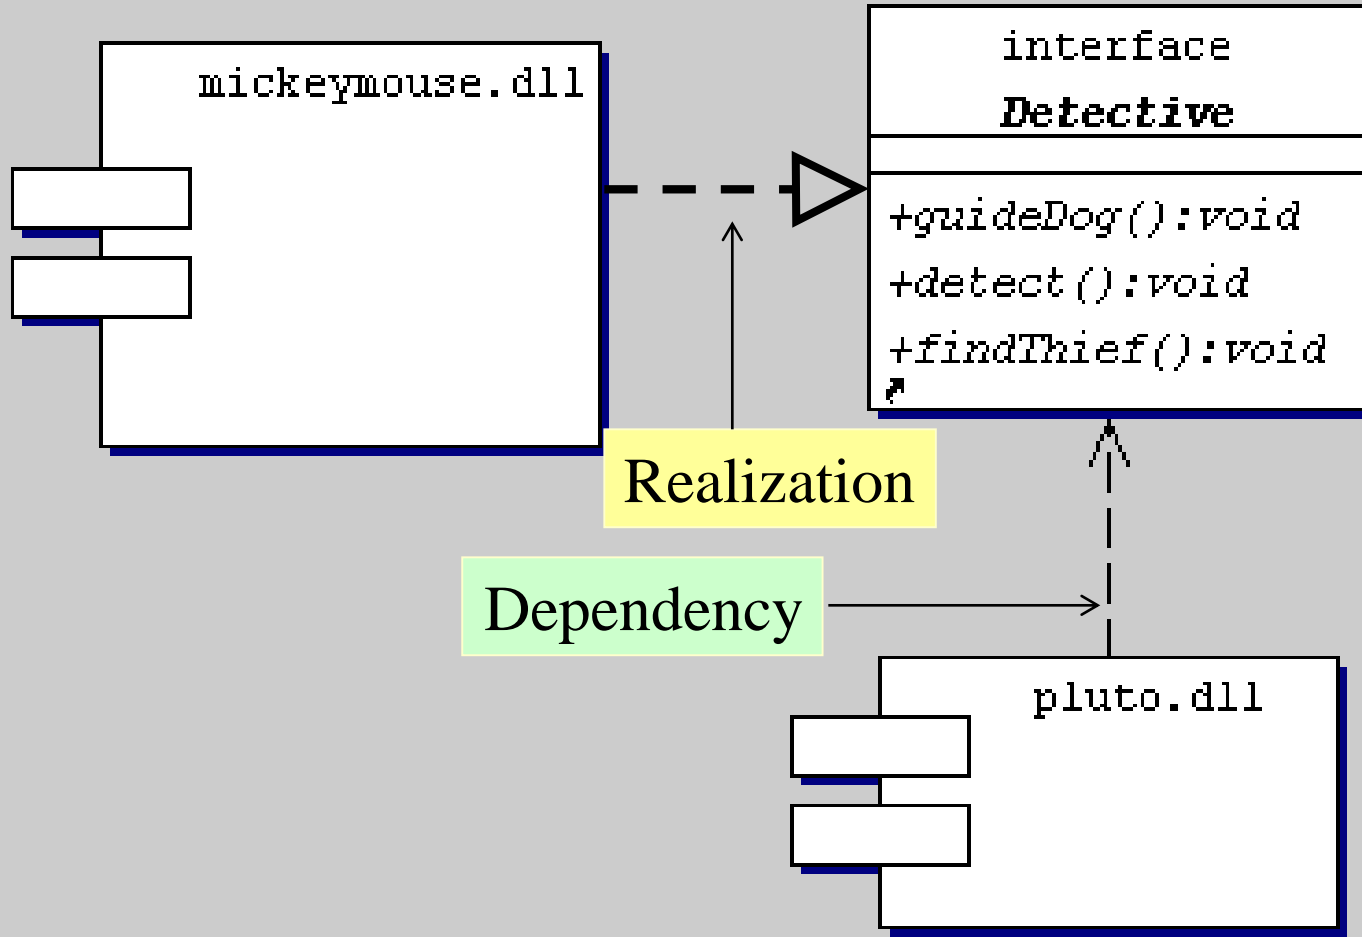 mickeymouse.dll
interface
Detective
+guideDog():void
+detect():void
+findThief():void
Realization
Dependency
pluto.dll